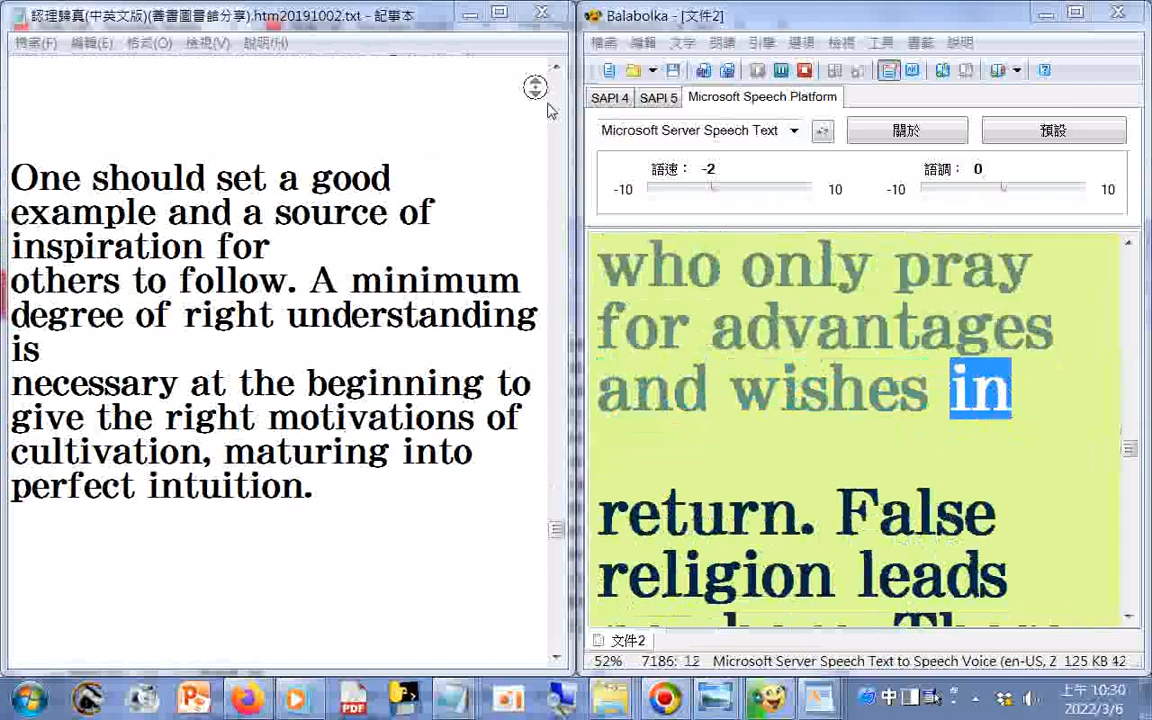 認理歸真(中英文版)(善書圖書館分享).htm20191002.txt - 記事本
檔案(F) 編輯(E) 格式(O) 檢視(V) 說明(H)
One should set a good
example and a source of
inspiration for
others to follow. A minimum
degree of right understanding
is
necessary at the beginning to
give the right motivations of
cultivation, maturing into
perfect intuition.
Balabolka - [文件2]
檔案 編輯 文字 朗讀 引擎 選項 檢視 工具 書籤 說明
SAPI 4 SAPI 5 Microsoft Speech Platform
Microsoft Server Speech Text 關於 預設
語速： -2 語調： 0
-10 10 -10 10
who only pray
for advantages
and wishes in
return. False
religion leads
文件2
52% 7186: 12 Microsoft Server Speech Text to Speech Voice (en-US, Z 125 KB 42
PDF 中 上午 10:30
2022/3/6